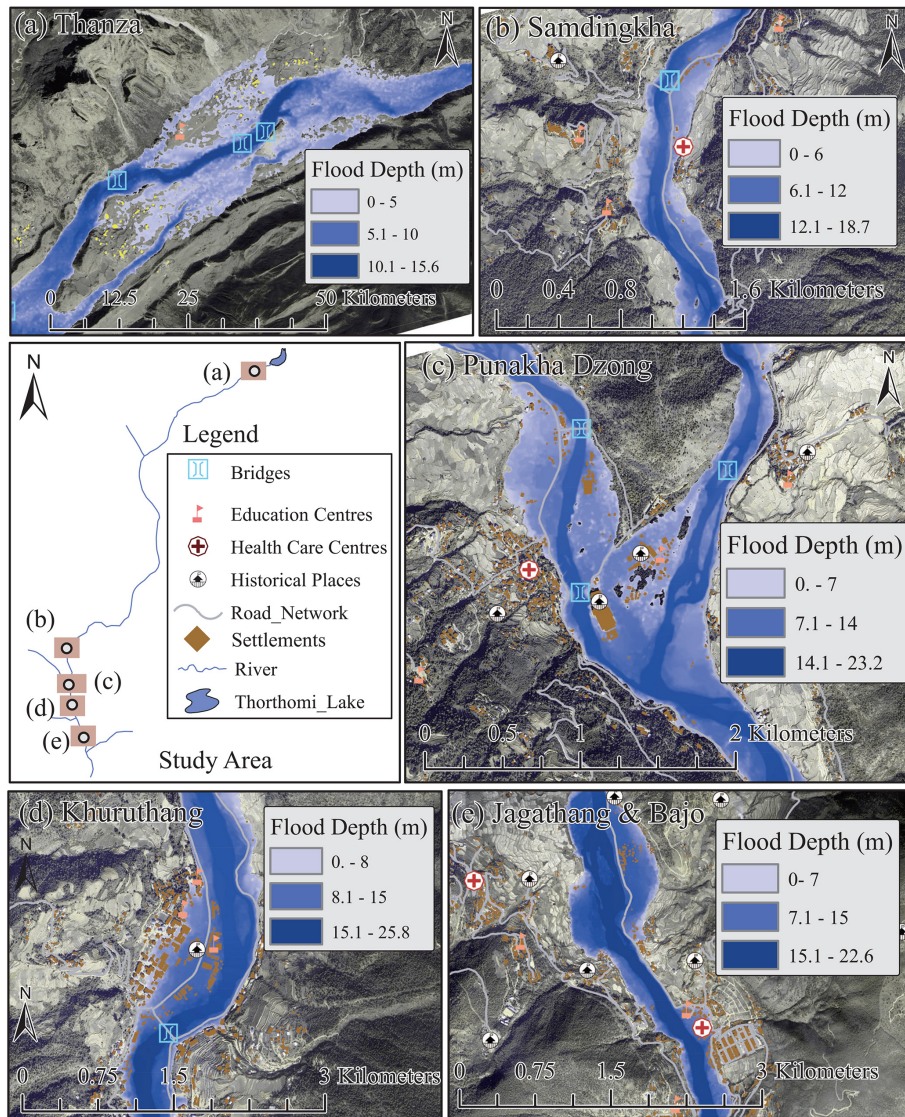 (a) Thanza
N
Flood Depth (m)
0 - 5
5.1 - 10
10.1 - 15.6
0 12.5 25 50 Kilometers
(b) Samdingkha
N
Flood Depth (m)
0 - 6
6.1 - 12
12.1 - 18.7
0 0.4 0.8 1.6 Kilometers
N
(a)
(b)
(c)
(d)
(e)
Legend
Bridges
Education Centres
Health Care Centres
Historical Places
Road_Network
Settlements
River
Thorthomi_Lake
Study Area
(c) Punakha Dzong
N
Flood Depth (m)
0. - 7
7.1 - 14
14.1 - 23.2
0 0.5 1 2 Kilometers
(d) Khuruthang
N
Flood Depth (m)
0. - 8
8.1 - 15
15.1 - 25.8
N
0 0.75 1.5 3 Kilometers
(e) Jagathang & Bajo
Flood Depth (m)
0- 7
7.1 - 15
15.1 - 22.6
0 0.75 1.5 3 Kilometers